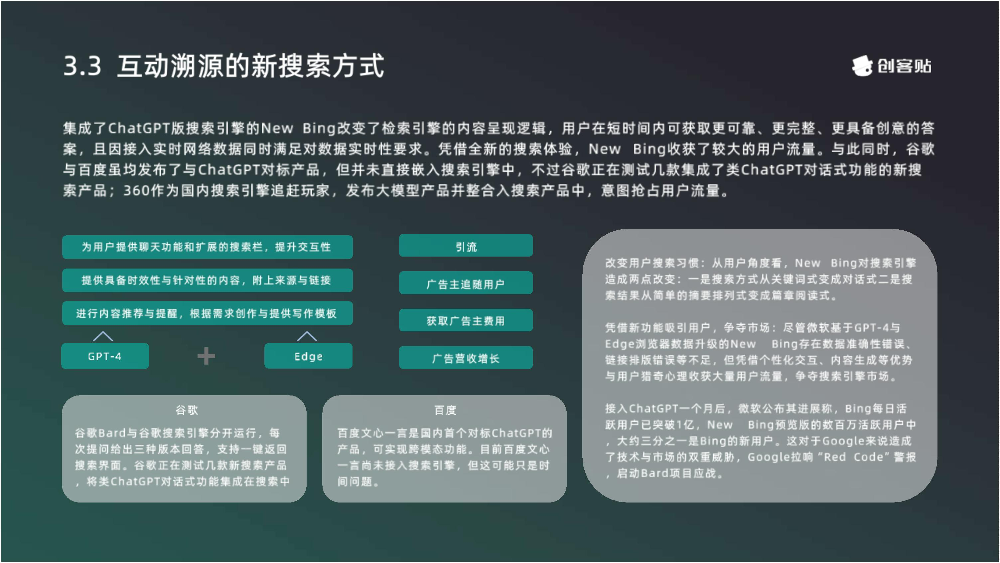 3.3 互动溯源的新搜索方式
创客贴
集成了ChatGPT版搜索引擎的New Bing改变了检索引擎的内容呈现逻辑，用户在短时间内可获取更可靠、更完整、更具备创意的答
案，且因接入实时网络数据同时满足对数据实时性要求。凭借全新的搜索体验，New Bing收获了较大的用户流量。与此同时，谷歌
与百度虽均发布了与ChatGPT对标产品，但并未直接嵌入搜索引擎中，不过谷歌正在测试几款集成了类ChatGPT对话式功能的新搜
索产品；360作为国内搜索引擎追赶玩家，发布大模型产品并整合入搜索产品中，意图抢占用户流量。
为用户提供聊天功能和扩展的搜索栏，提升交互性
提供具备时效性与针对性的内容，附上来源与链接
进行内容推荐与提醒，根据需求创作与提供写作模板
GPT-4
Edge
引流
广告主追随用户
获取广告主费用
广告营收增长
谷歌
谷歌Bard与谷歌搜索引擎分开运行，每
次提问给出三种版本回答，支持一键返回
搜索界面。谷歌正在测试几款新搜索产品
，将类ChatGPT对话式功能集成在搜索中
百度
百度文心一言是国内首个对标ChatGPT的
产品，可实现跨模态功能。目前百度文心
一言尚未接入搜索引擎，但这可能只是时
间问题。
改变用户搜索习惯：从用户角度看，New Bing对搜索引擎
造成两点改变：一是搜索方式从关键词式变成对话式二是搜
索结果从简单的摘要排列式变成篇章阅读式。
凭借新功能吸引用户，争夺市场：尽管微软基于GPT-4与
Edge浏览器数据升级的New Bing存在数据准确性错误、
链接排版错误等不足，但凭借个性化交互、内容生成等优势
与用户猎奇心理收获大量用户流量，争夺搜索引擎市场。
接入ChatGPT一个月后，微软公布其进展称，Bing每日活
跃用户已突破1亿，New Bing预览版的数百万活跃用户中
，大约三分之一是Bing的新用户。这对于Google来说造成
了技术与市场的双重威胁，Google拉响“Red Code”警报
，启动Bard项目应战。